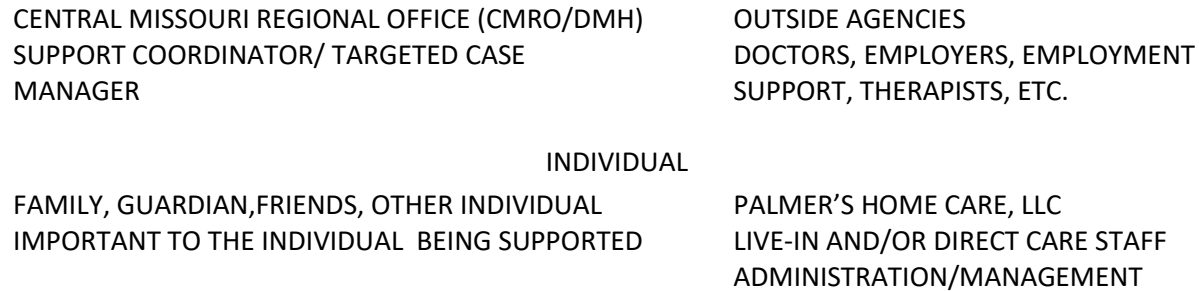 CENTRAL MISSOURI REGIONAL OFFICE (CMRO/DMH)
SUPPORT COORDINATOR/ TARGETED CASE
MANAGER
OUTSIDE AGENCIES
DOCTORS, EMPLOYERS, EMPLOYMENT
SUPPORT, THERAPISTS, ETC.
INDIVIDUAL
FAMILY, GUARDIAN,FRIENDS, OTHER INDIVIDUAL
IMPORTANT TO THE INDIVIDUAL BEING SUPPORTED
PALMER’S HOME CARE, LLC
LIVE-IN AND/OR DIRECT CARE STAFF
ADMINISTRATION/MANAGEMENT